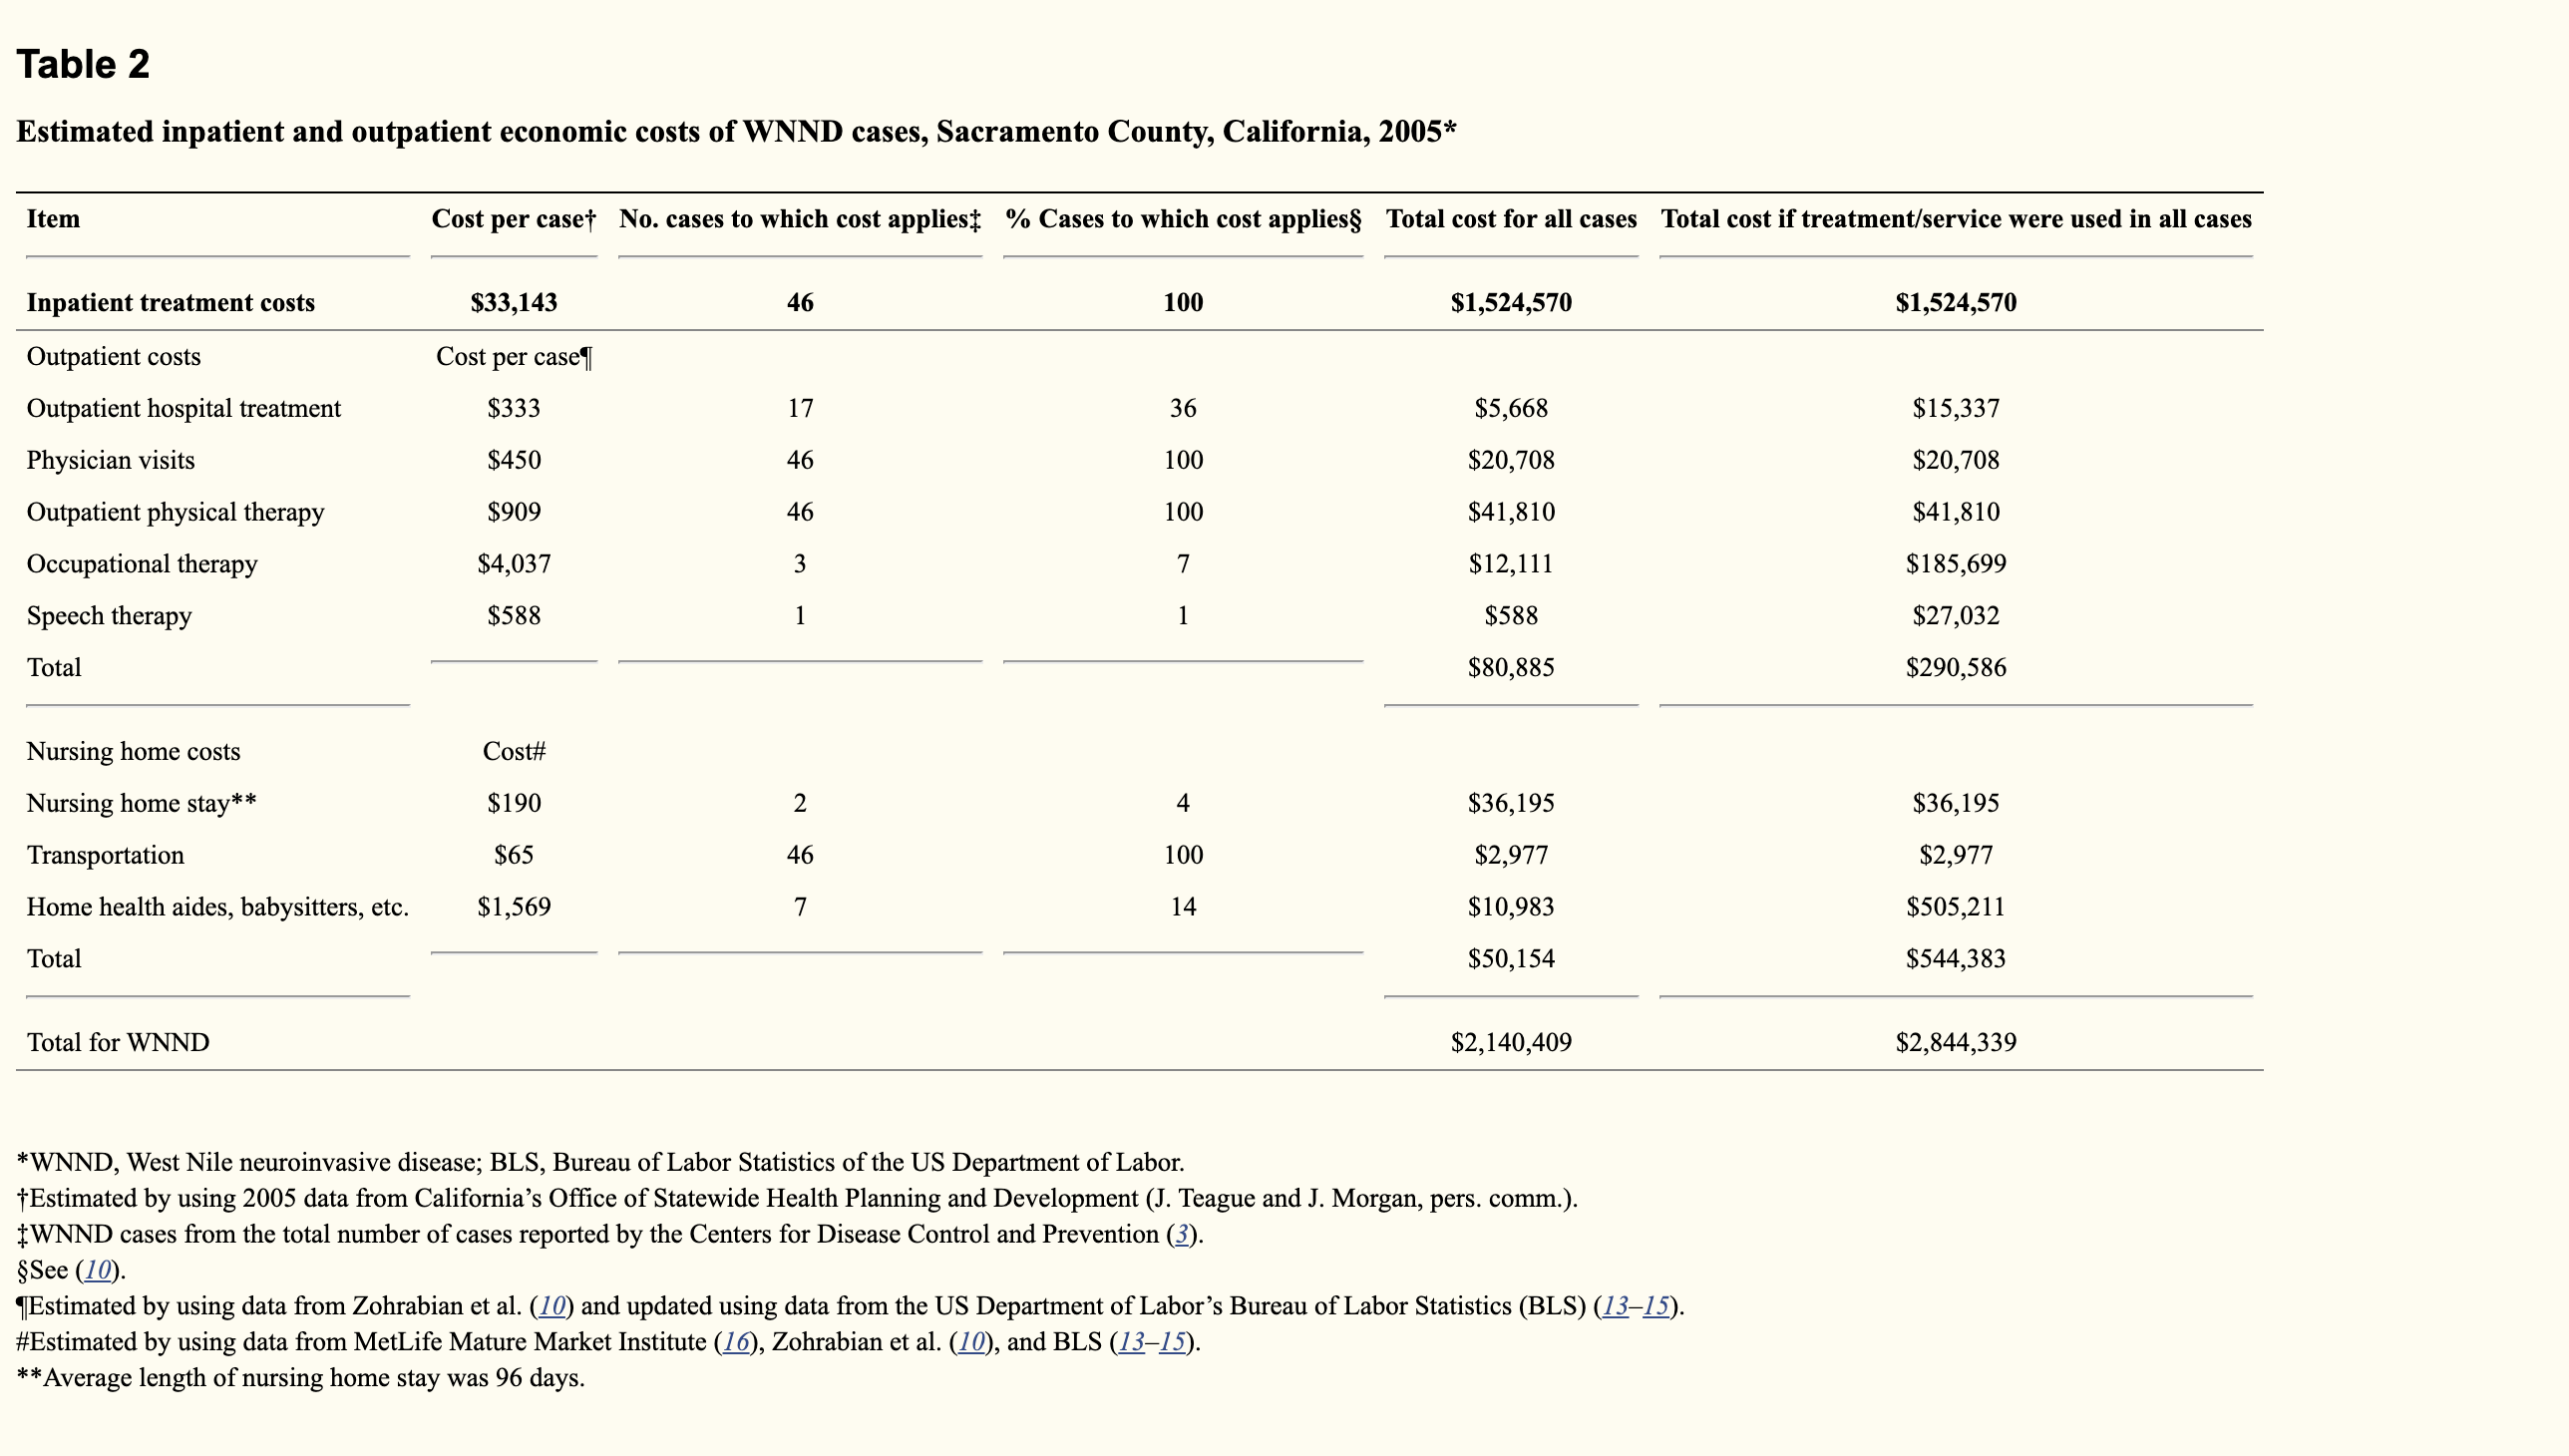 Table 2
Estimated inpatient and outpatient economic costs of WNND cases, Sacramento County, California, 2005*
Item Cost per case† No. cases to which cost applies‡ % Cases to which cost applies§ Total cost for all cases Total cost if treatment/service were used in all cases
Inpatient treatment costs $33,143 46 100 $1,524,570 $1,524,570
Outpatient costs Cost per case¶
Outpatient hospital treatment $333 17 36 $5,668 $15,337
Physician visits $450 46 100 $20,708 $20,708
Outpatient physical therapy $909 46 100 $41,810 $41,810
Occupational therapy $4,037 3 7 $12,111 $185,699
Speech therapy $588 1 1 $588 $27,032
Total $80,885 $290,586
Nursing home costs Cost#
Nursing home stay** $190 2 4 $36,195 $36,195
Transportation $65 46 100 $2,977 $2,977
Home health aides, babysitters, etc. $1,569 7 14 $10,983 $505,211
Total $50,154 $544,383
Total for WNND $2,140,409 $2,844,339
*WNND, West Nile neuroinvasive disease; BLS, Bureau of Labor Statistics of the US Department of Labor.
†Estimated by using 2005 data from California’s Office of Statewide Health Planning and Development (J. Teague and J. Morgan, pers. comm.).
‡WNND cases from the total number of cases reported by the Centers for Disease Control and Prevention (3).
§See (10).
¶Estimated by using data from Zohrabian et al. (10) and updated using data from the US Department of Labor’s Bureau of Labor Statistics (BLS) (13–15).
#Estimated by using data from MetLife Mature Market Institute (16), Zohrabian et al. (10), and BLS (13–15).
**Average length of nursing home stay was 96 days.